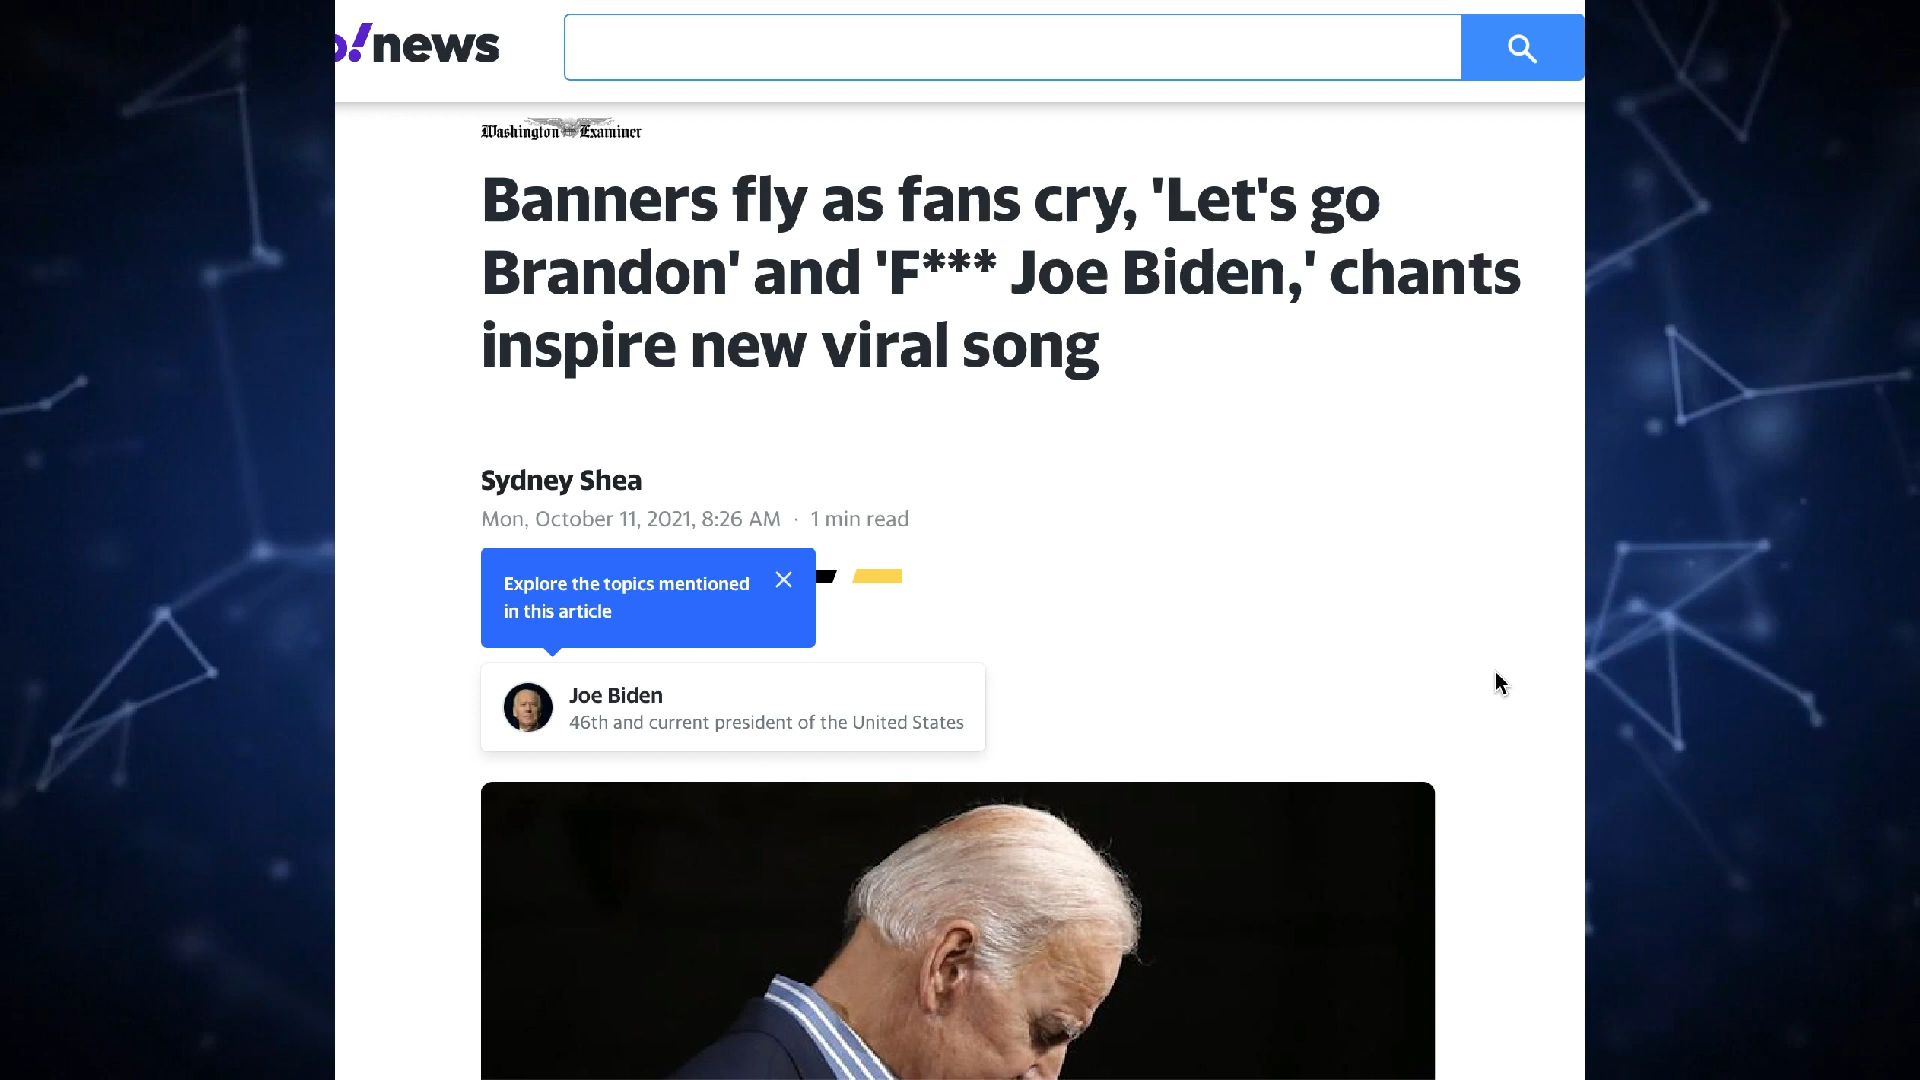 o!news
Washington Examiner
Banners fly as fans cry, 'Let's go
Brandon' and 'F*** Joe Biden,' chants
inspire new viral song
Sydney Shea
Mon, October 11, 2021, 8:26 AM · 1 min read
Explore the topics mentioned
in this article
Joe Biden
46th and current president of the United States